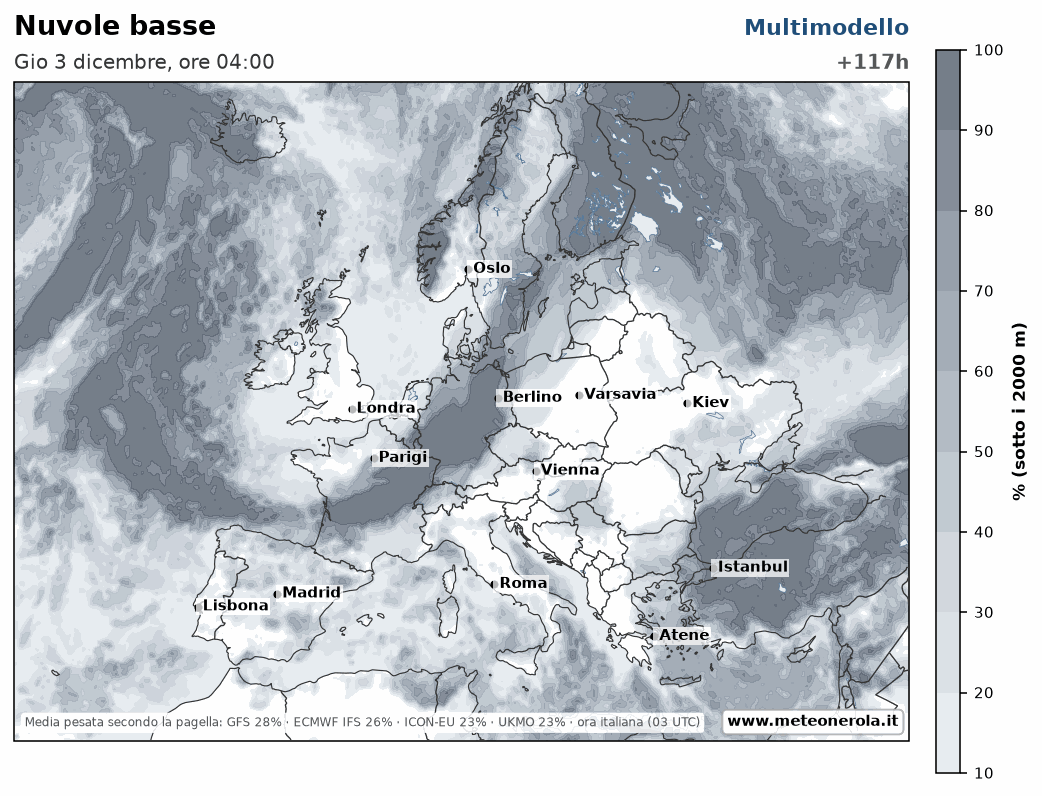 Nuvole basse
Multimodello
Gio 3 dicembre, ore 04:00
+117h
Oslo
Londra
Berlino
Varsavia
Kiev
Parigi
Vienna
Istanbul
Roma
Madrid
Lisbona
Atene
Media pesata secondo la pagella: GFS 28% · ECMWF IFS 26% · ICON-EU 23% · UKMO 23% · ora italiana (03 UTC)
www.meteonerola.it
100
90
80
70
60
50
40
30
20
10
% (sotto i 2000 m)